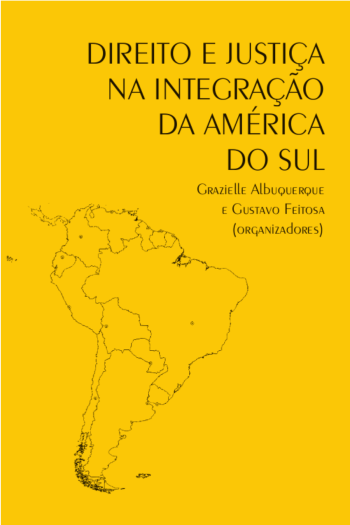 DIREITO E JUSTIÇA
NA INTEGRAÇÃO
DA AMÉRICA
DO SUL
Grazielle Albuquerque
e Gustavo Feitosa
(organizadores)